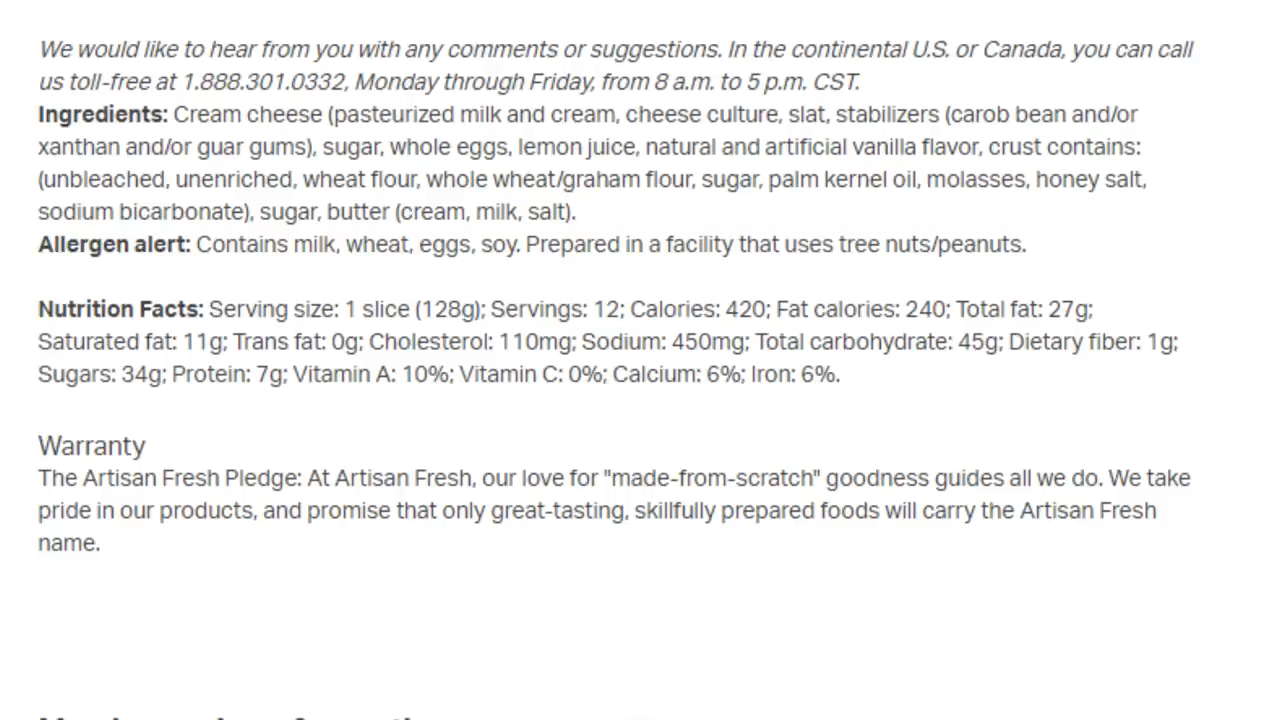 We would like to hear from you with any comments or suggestions. In the continental U.S. or Canada, you can call
us toll-free at 1.888.301.0332, Monday through Friday, from 8 a.m. to 5 p.m. CST.
Ingredients: Cream cheese (pasteurized milk and cream, cheese culture, slat, stabilizers (carob bean and/or
xanthan and/or guar gums), sugar, whole eggs, lemon juice, natural and artificial vanilla flavor, crust contains:
(unbleached, unenriched, wheat flour, whole wheat/graham flour, sugar, palm kernel oil, molasses, honey salt,
sodium bicarbonate), sugar, butter (cream, milk, salt).
Allergen alert: Contains milk, wheat, eggs, soy. Prepared in a facility that uses tree nuts/peanuts.
Nutrition Facts: Serving size: 1 slice (128g); Servings: 12; Calories: 420; Fat calories: 240; Total fat: 27g;
Saturated fat: 11g; Trans fat: 0g; Cholesterol: 110mg; Sodium: 450mg; Total carbohydrate: 45g; Dietary fiber: 1g;
Sugars: 34g; Protein: 7g; Vitamin A: 10%; Vitamin C: 0%; Calcium: 6%; Iron: 6%.
Warranty
The Artisan Fresh Pledge: At Artisan Fresh, our love for "made-from-scratch" goodness guides all we do. We take
pride in our products, and promise that only great-tasting, skillfully prepared foods will carry the Artisan Fresh
name.